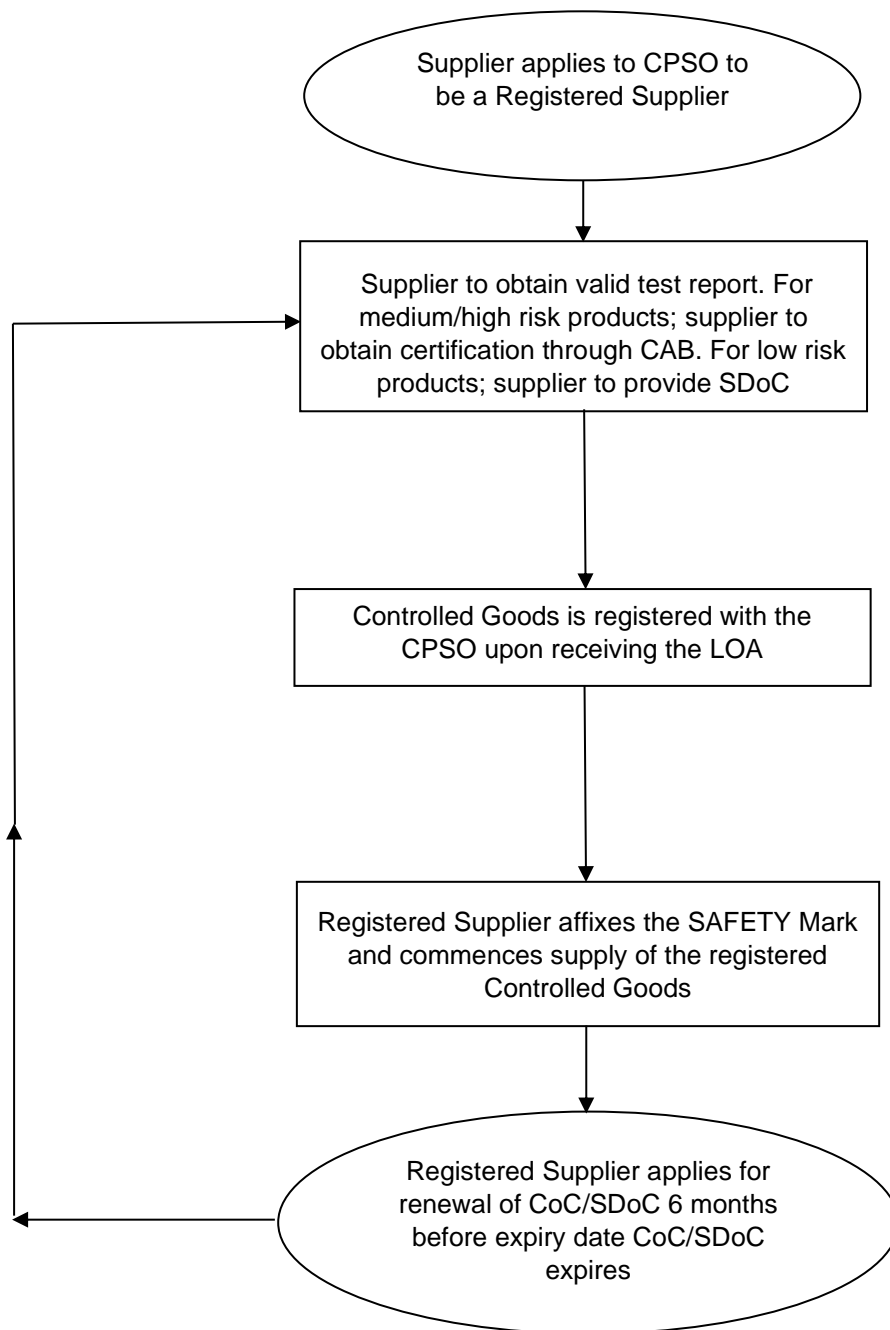 Supplier applies to CPSO to
be a Registered Supplier
Supplier to obtain valid test report. For
medium/high risk products; supplier to
obtain certification through CAB. For low risk
products; supplier to provide SDoC
Controlled Goods is registered with the
CPSO upon receiving the LOA
Registered Supplier affixes the SAFETY Mark
and commences supply of the registered
Controlled Goods
Registered Supplier applies for
renewal of CoC/SDoC 6 months
before expiry date CoC/SDoC
expires